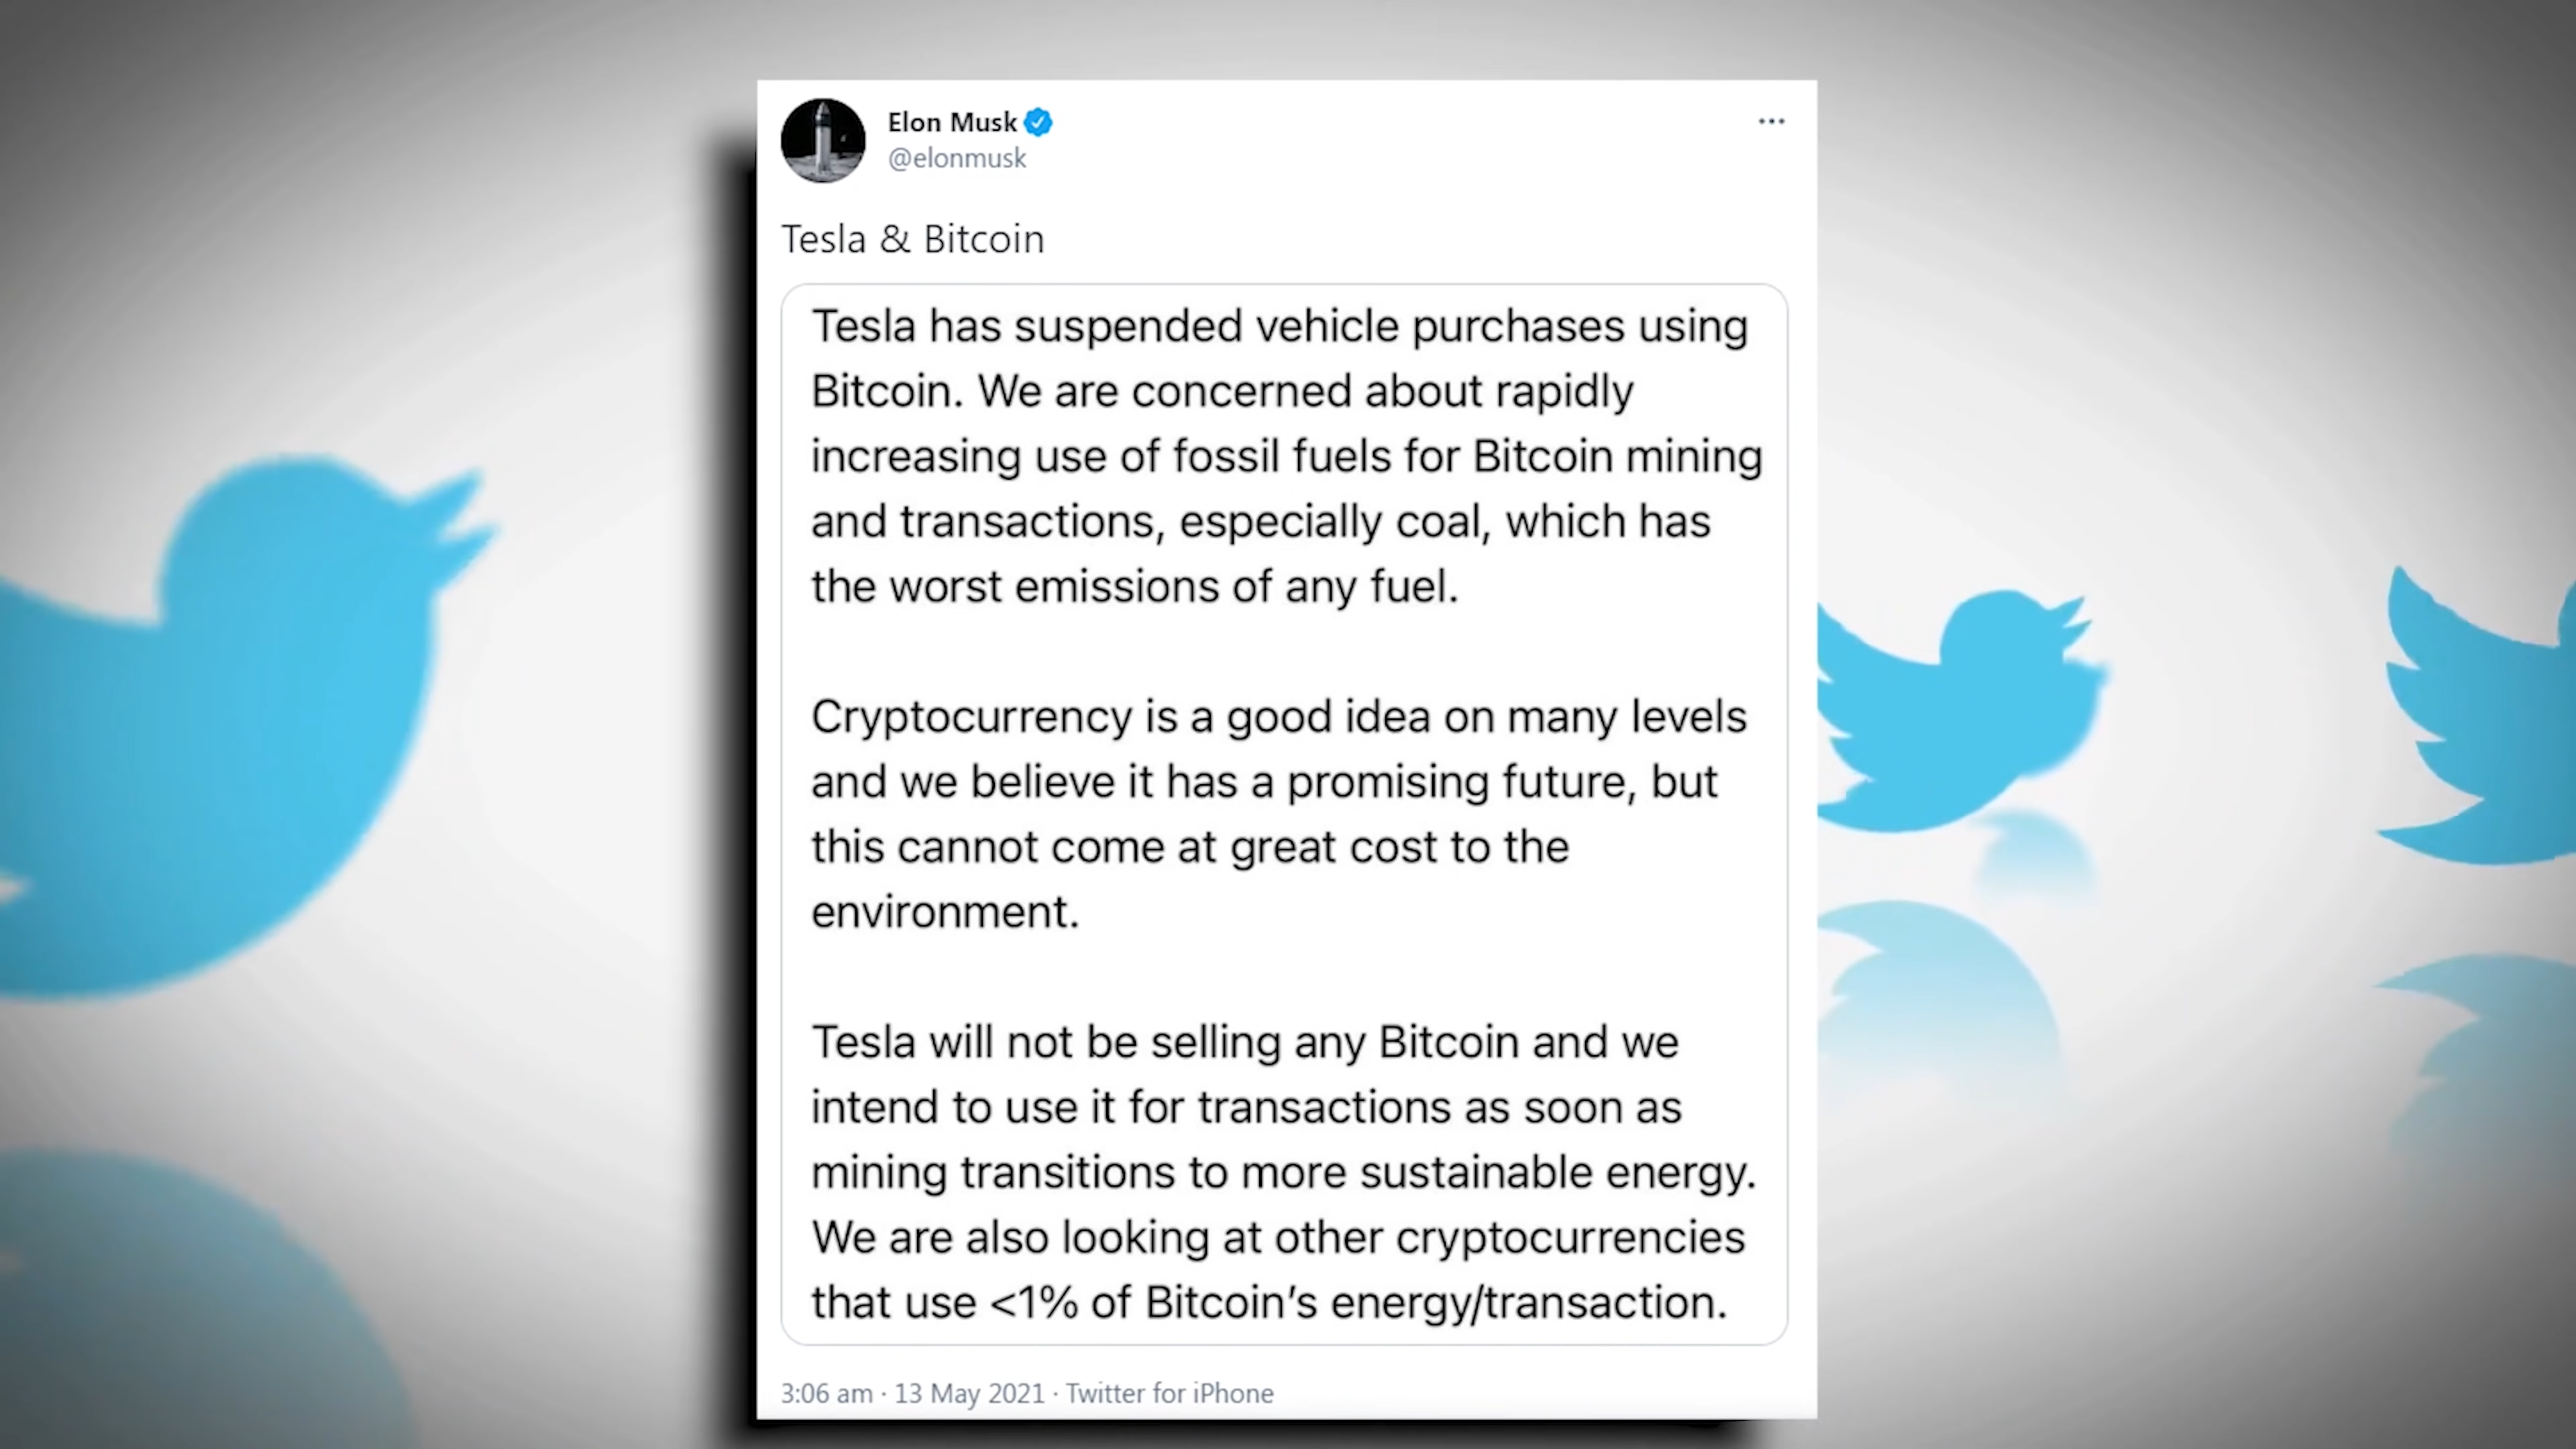 Elon Musk
@elonmusk
Tesla & Bitcoin
Tesla has suspended vehicle purchases using
Bitcoin. We are concerned about rapidly
increasing use of fossil fuels for Bitcoin mining
and transactions, especially coal, which has
the worst emissions of any fuel.
Cryptocurrency is a good idea on many levels
and we believe it has a promising future, but
this cannot come at great cost to the
environment.
Tesla will not be selling any Bitcoin and we
intend to use it for transactions as soon as
mining transitions to more sustainable energy.
We are also looking at other cryptocurrencies
that use <1% of Bitcoin’s energy/transaction.
3:06 am · 13 May 2021 · Twitter for iPhone